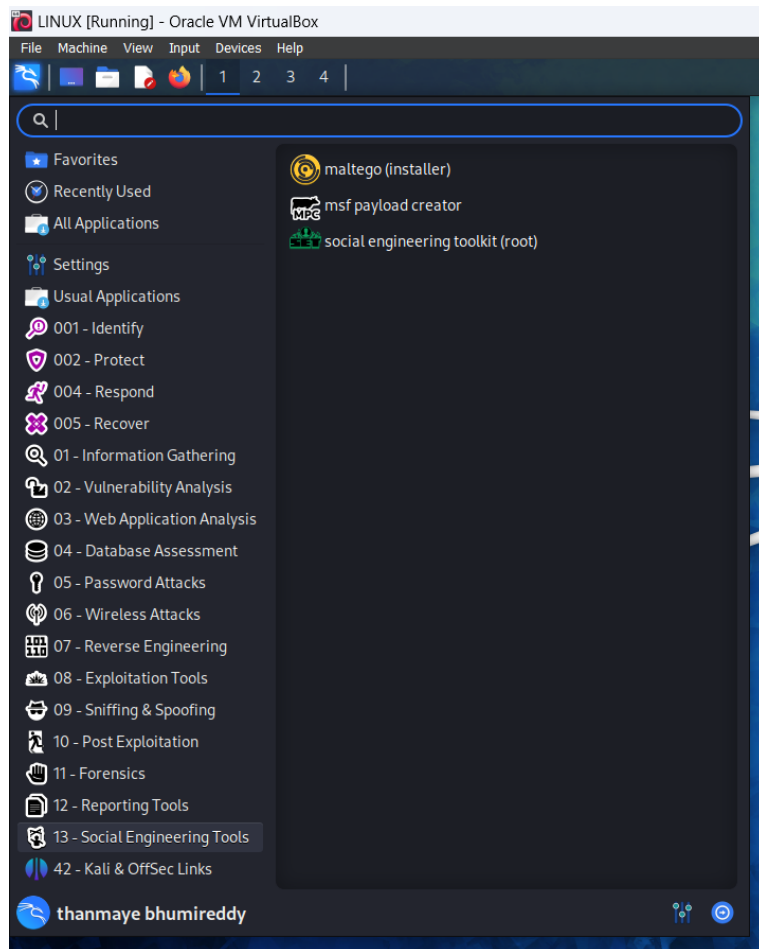 LINUX [Running] - Oracle VM VirtualBox
File Machine View Input Devices Help
1 2 3 4
Favorites
Recently Used
All Applications
Settings
Usual Applications
001 - Identify
002 - Protect
004 - Respond
005 - Recover
01 - Information Gathering
02 - Vulnerability Analysis
03 - Web Application Analysis
04 - Database Assessment
05 - Password Attacks
06 - Wireless Attacks
07 - Reverse Engineering
08 - Exploitation Tools
09 - Sniffing & Spoofing
10 - Post Exploitation
11 - Forensics
12 - Reporting Tools
13 - Social Engineering Tools
42 - Kali & OffSec Links
maltego (installer)
MPC msf payload creator
SET social engineering toolkit (root)
thanmaye bhumireddy